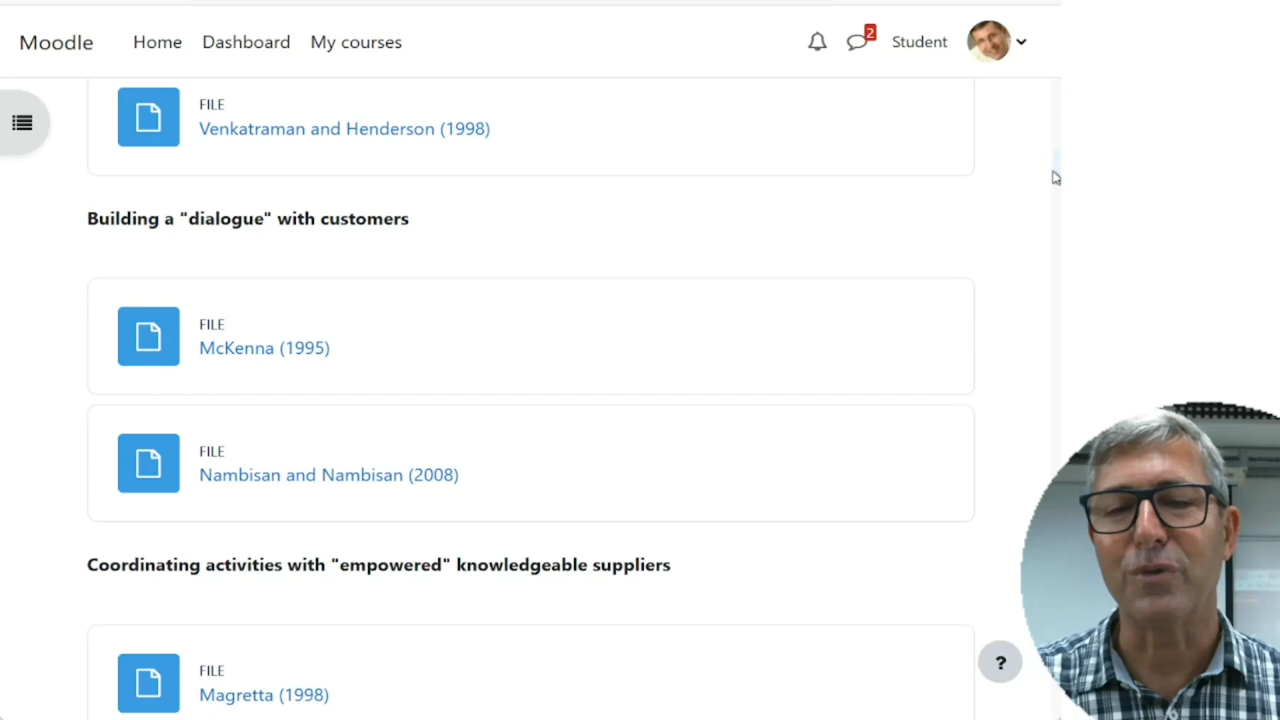 Moodle Home Dashboard My courses 2 Student
FILE
Venkatraman and Henderson (1998)
Building a "dialogue" with customers
FILE
McKenna (1995)
FILE
Nambisan and Nambisan (2008)
Coordinating activities with "empowered" knowledgeable suppliers
FILE
Magretta (1998)
?